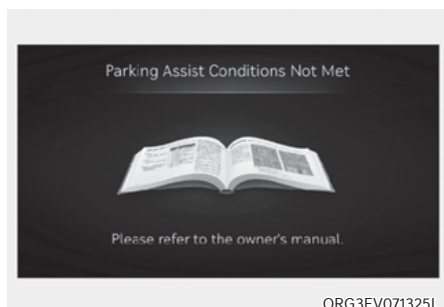 Parking Assist Conditions Not Met
Please refer to the owner's manual.
ORG3EV071325L